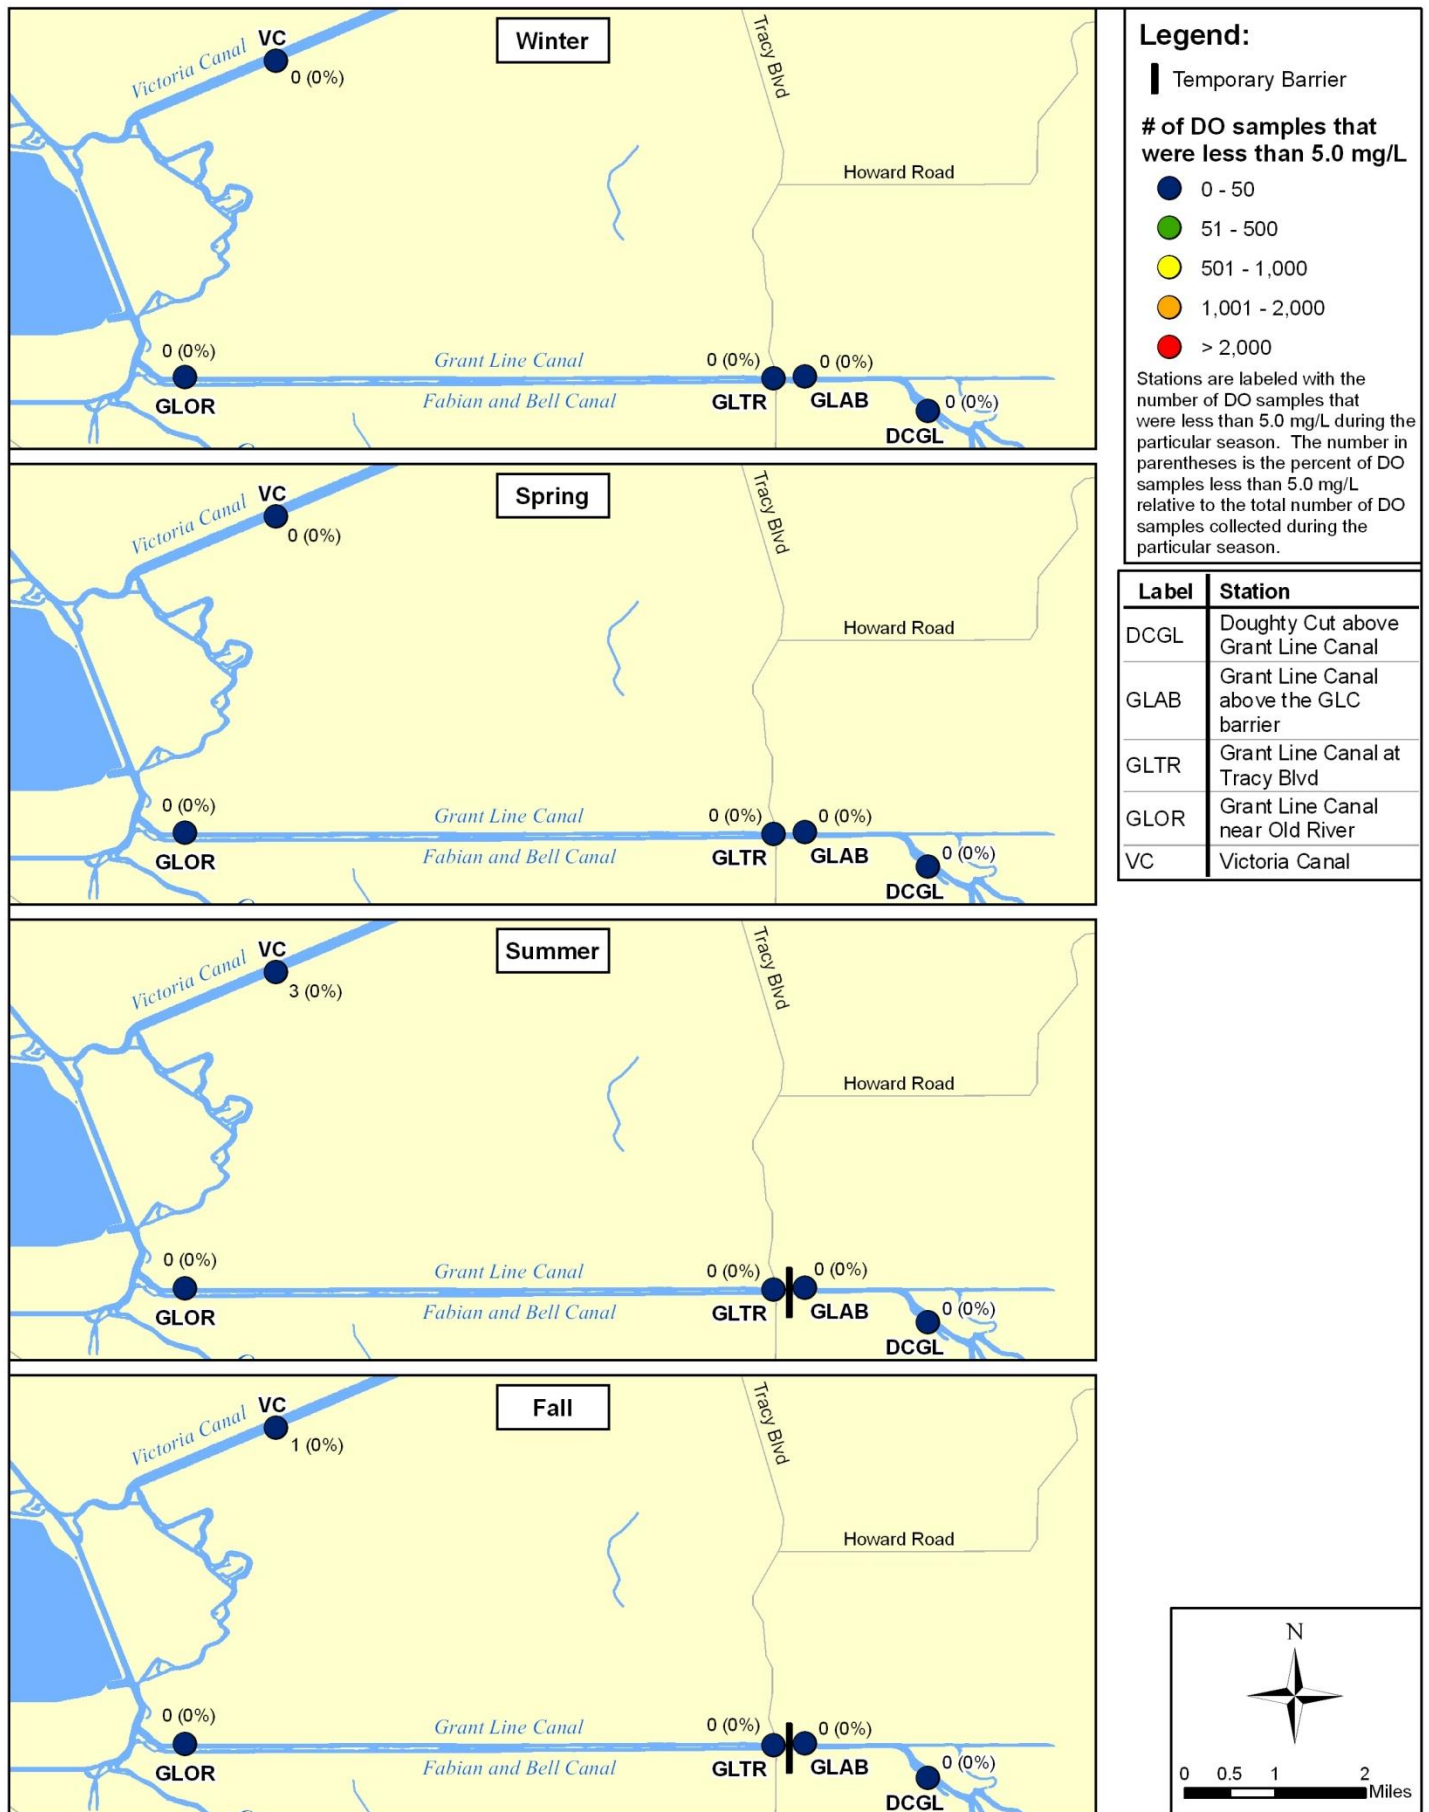 Winter
VC
Victoria Canal
0 (0%)
Tracy Blvd
Howard Road
0 (0%)
GLOR
Grant Line Canal
Fabian and Bell Canal
0 (0%)
GLTR
0 (0%)
GLAB
0 (0%)
DCGL
Spring
VC
Victoria Canal
0 (0%)
Tracy Blvd
Howard Road
0 (0%)
GLOR
Grant Line Canal
Fabian and Bell Canal
0 (0%)
GLTR
0 (0%)
GLAB
0 (0%)
DCGL
Summer
VC
Victoria Canal
3 (0%)
Tracy Blvd
Howard Road
0 (0%)
GLOR
Grant Line Canal
Fabian and Bell Canal
0 (0%)
GLTR
0 (0%)
GLAB
0 (0%)
DCGL
Fall
VC
Victoria Canal
1 (0%)
Tracy Blvd
Howard Road
0 (0%)
GLOR
Grant Line Canal
Fabian and Bell Canal
0 (0%)
GLTR
0 (0%)
GLAB
0 (0%)
DCGL
Legend:
Temporary Barrier
# of DO samples that
were less than 5.0 mg/L
0 - 50
51 - 500
501 - 1,000
1,001 - 2,000
> 2,000
Stations are labeled with the
number of DO samples that
were less than 5.0 mg/L during the
particular season. The number in
parentheses is the percent of DO
samples less than 5.0 mg/L
relative to the total number of DO
samples collected during the
particular season.
Label Station
DCGL Doughty Cut above
Grant Line Canal
GLAB Grant Line Canal
above the GLC
barrier
GLTR Grant Line Canal at
Tracy Blvd
GLOR Grant Line Canal
near Old River
VC Victoria Canal
N
0 0.5 1 2
Miles